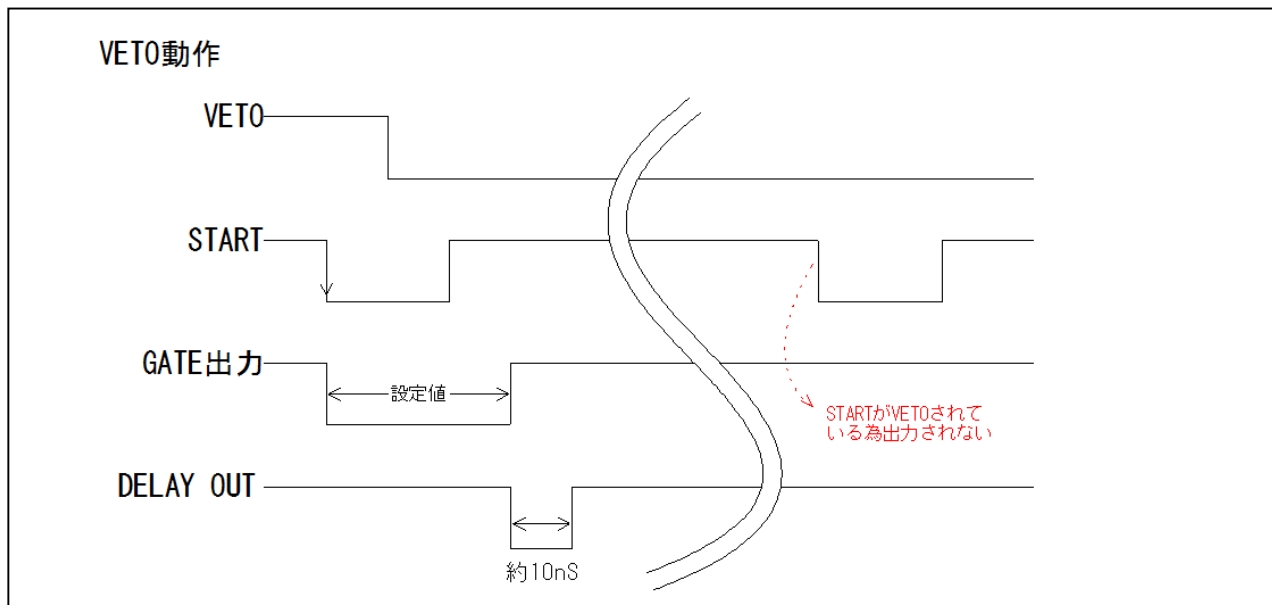 VETO動作
VETO
START
GATE出力
設定値
STARTがVETOされて
いる為出力されない
DELAY OUT
約10nS